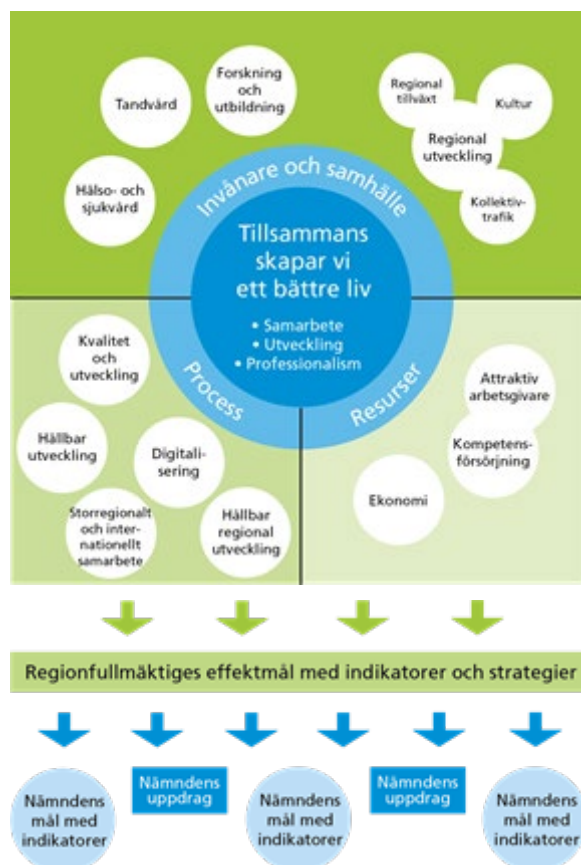 Forskning
och
utbildning
Tandvård
Hälso- och
sjukvård
Regional
tillväxt
Kultur
Regional
utveckling
Kollektiv-
trafik
Invånare och samhälle
Tillsammans
skapar vi
ett bättre liv
• Samarbete
• Utveckling
• Professionalism
Process
Resurser
Kvalitet
och
utveckling
Hållbar
utveckling
Digitali-
sering
Storregionalt
och inter-
nationellt
samarbete
Hållbar
regional
utveckling
Attraktiv
arbetsgivare
Kompetens-
försörjning
Ekonomi
Regionfullmäktiges effektmål med indikatorer och strategier
Nämndens
mål med
indikatorer
Nämndens
uppdrag
Nämndens
mål med
indikatorer
Nämndens
uppdrag
Nämndens
mål med
indikatorer